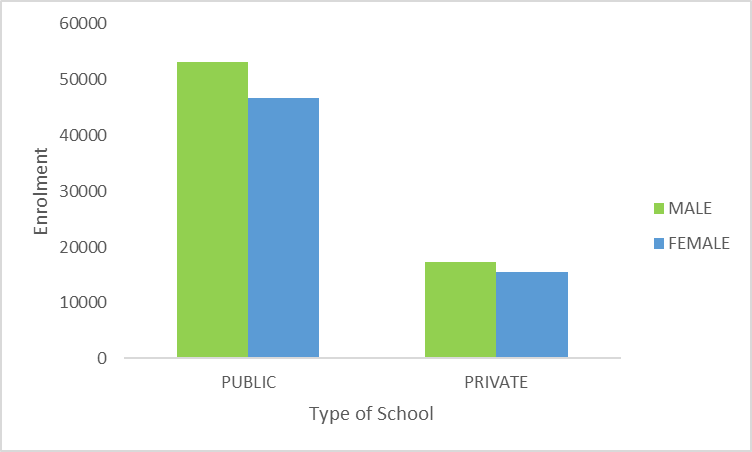 60000
50000
40000
30000
20000
10000
0
Enrolment
PUBLIC
PRIVATE
Type of School
MALE
FEMALE